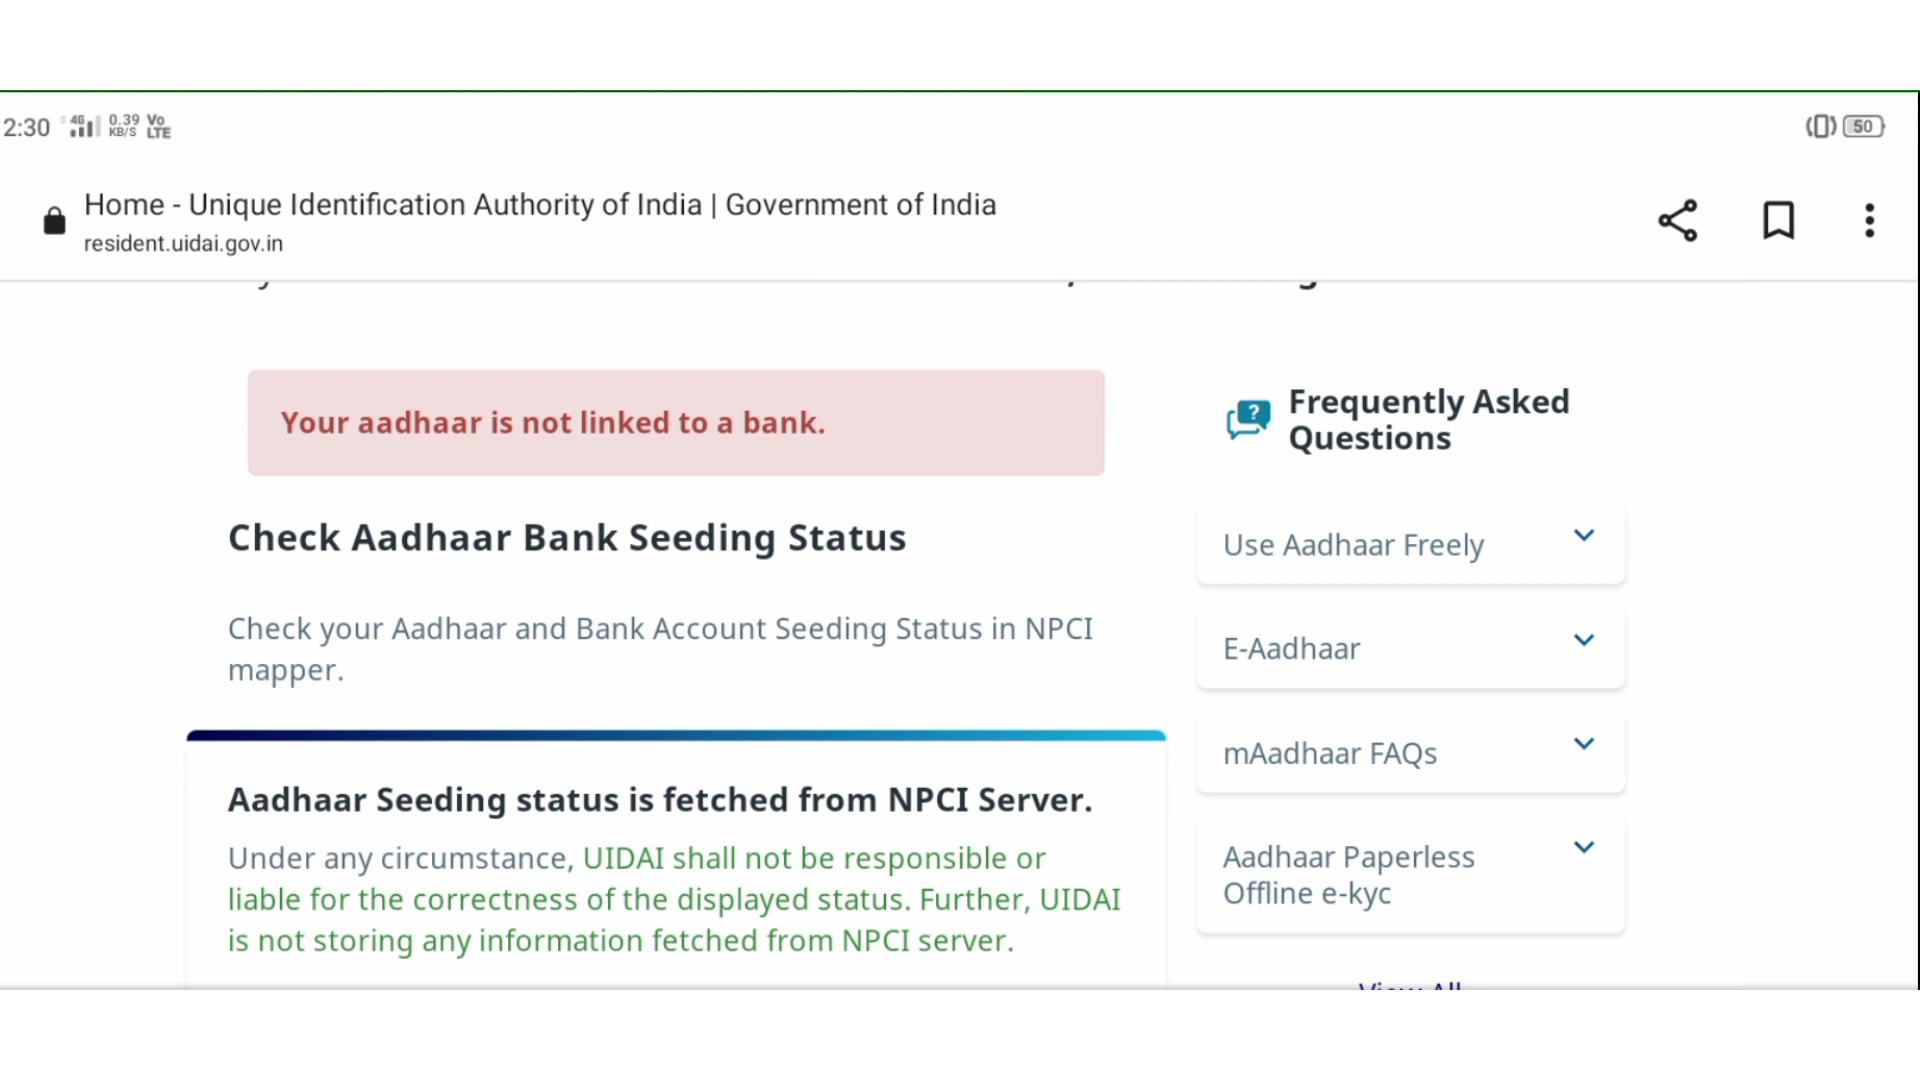 2:30 4G 0.39 KB/S Vo LTE 50
Home - Unique Identification Authority of India | Government of India
resident.uidai.gov.in
Your aadhaar is not linked to a bank.
Check Aadhaar Bank Seeding Status
Check your Aadhaar and Bank Account Seeding Status in NPCI
mapper.
Aadhaar Seeding status is fetched from NPCI Server.
Under any circumstance, UIDAI shall not be responsible or
liable for the correctness of the displayed status. Further, UIDAI
is not storing any information fetched from NPCI server.
Frequently Asked
Questions
Use Aadhaar Freely
E-Aadhaar
mAadhaar FAQs
Aadhaar Paperless
Offline e-kyc
View All